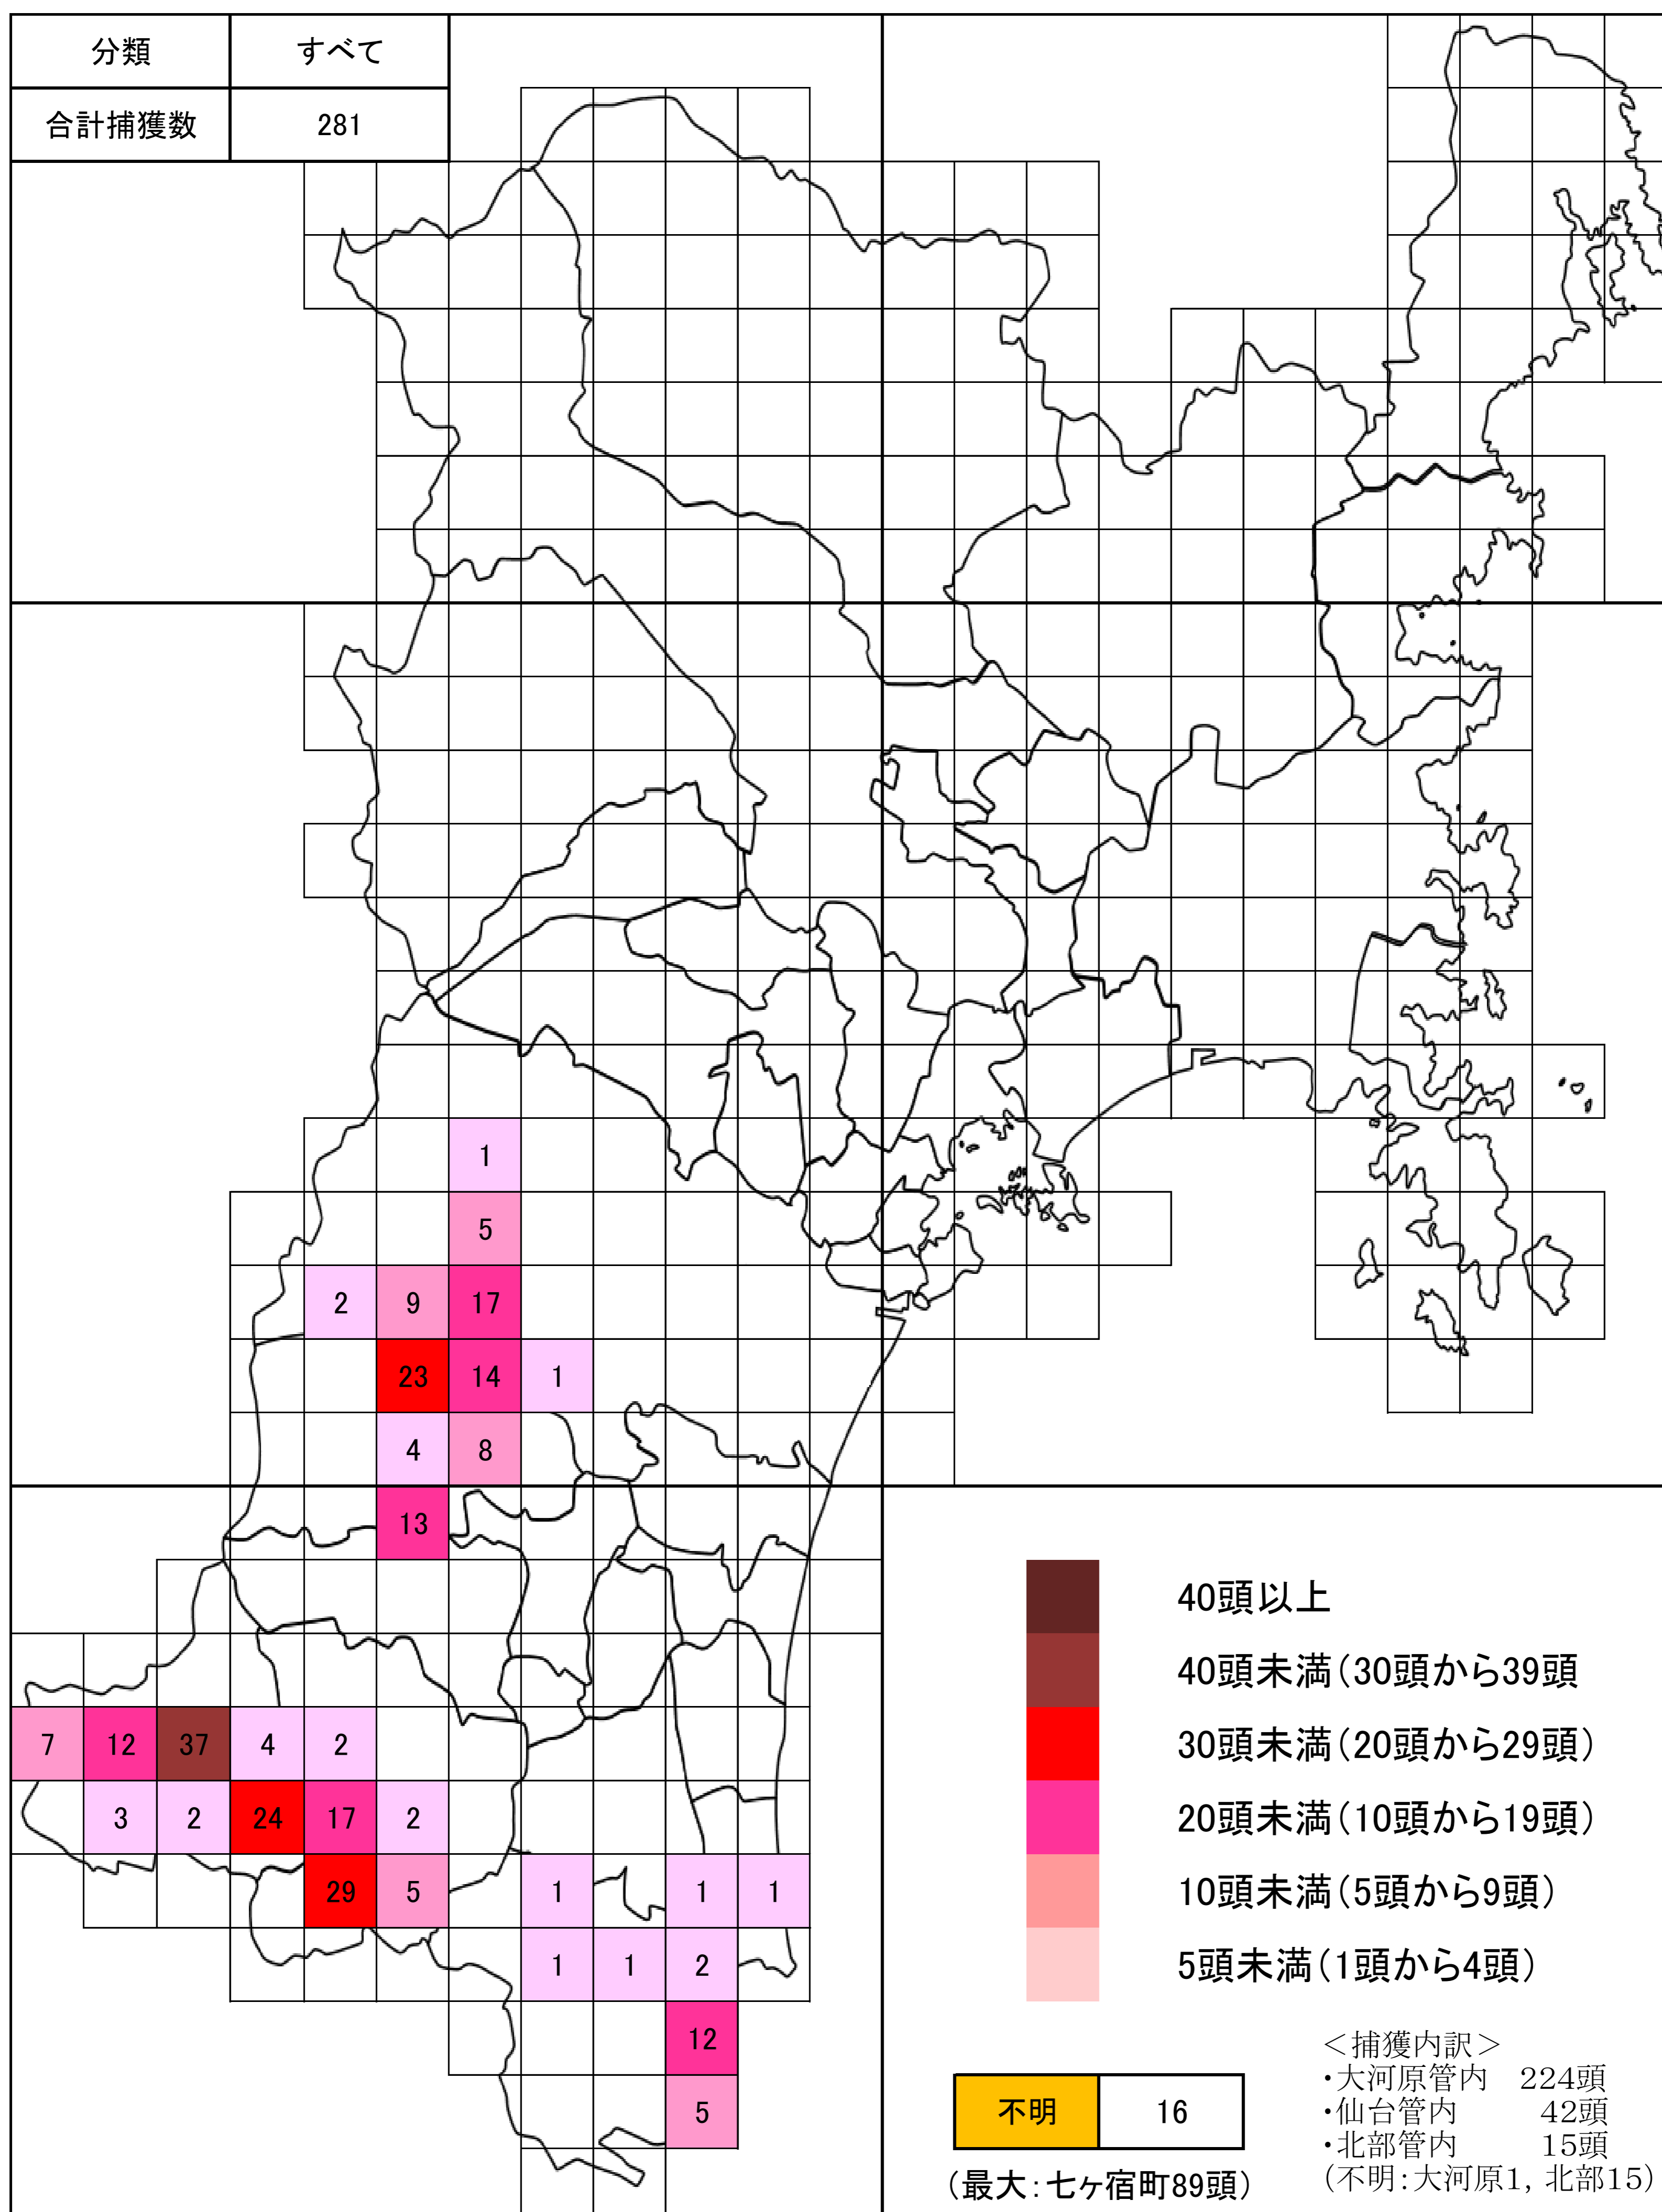 分類 すべて
合計捕獲数 281
1
5
2 9 17
23 14 1
4 8
13
7 12 37 4 2
3 2 24 17 2
29 5 1 1 1
1 1 2
12
5
40頭以上
40頭未満(30頭から39頭
30頭未満(20頭から29頭)
20頭未満(10頭から19頭)
10頭未満(5頭から9頭)
5頭未満(1頭から4頭)
不明 16
(最大:七ヶ宿町89頭)
<捕獲内訳>
・大河原管内 224頭
・仙台管内 42頭
・北部管内 15頭
(不明:大河原1, 北部15)